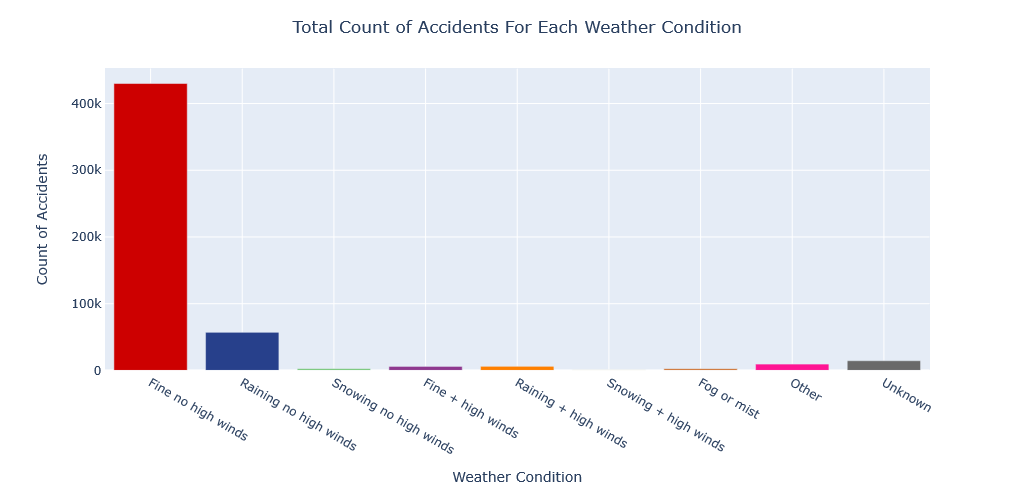 Total Count of Accidents For Each Weather Condition
Count of Accidents
400k
300k
200k
100k
0
Fine no high winds
Raining no high winds
Snowing no high winds
Fine + high winds
Raining + high winds
Snowing + high winds
Fog or mist
Other
Unknown
Weather Condition